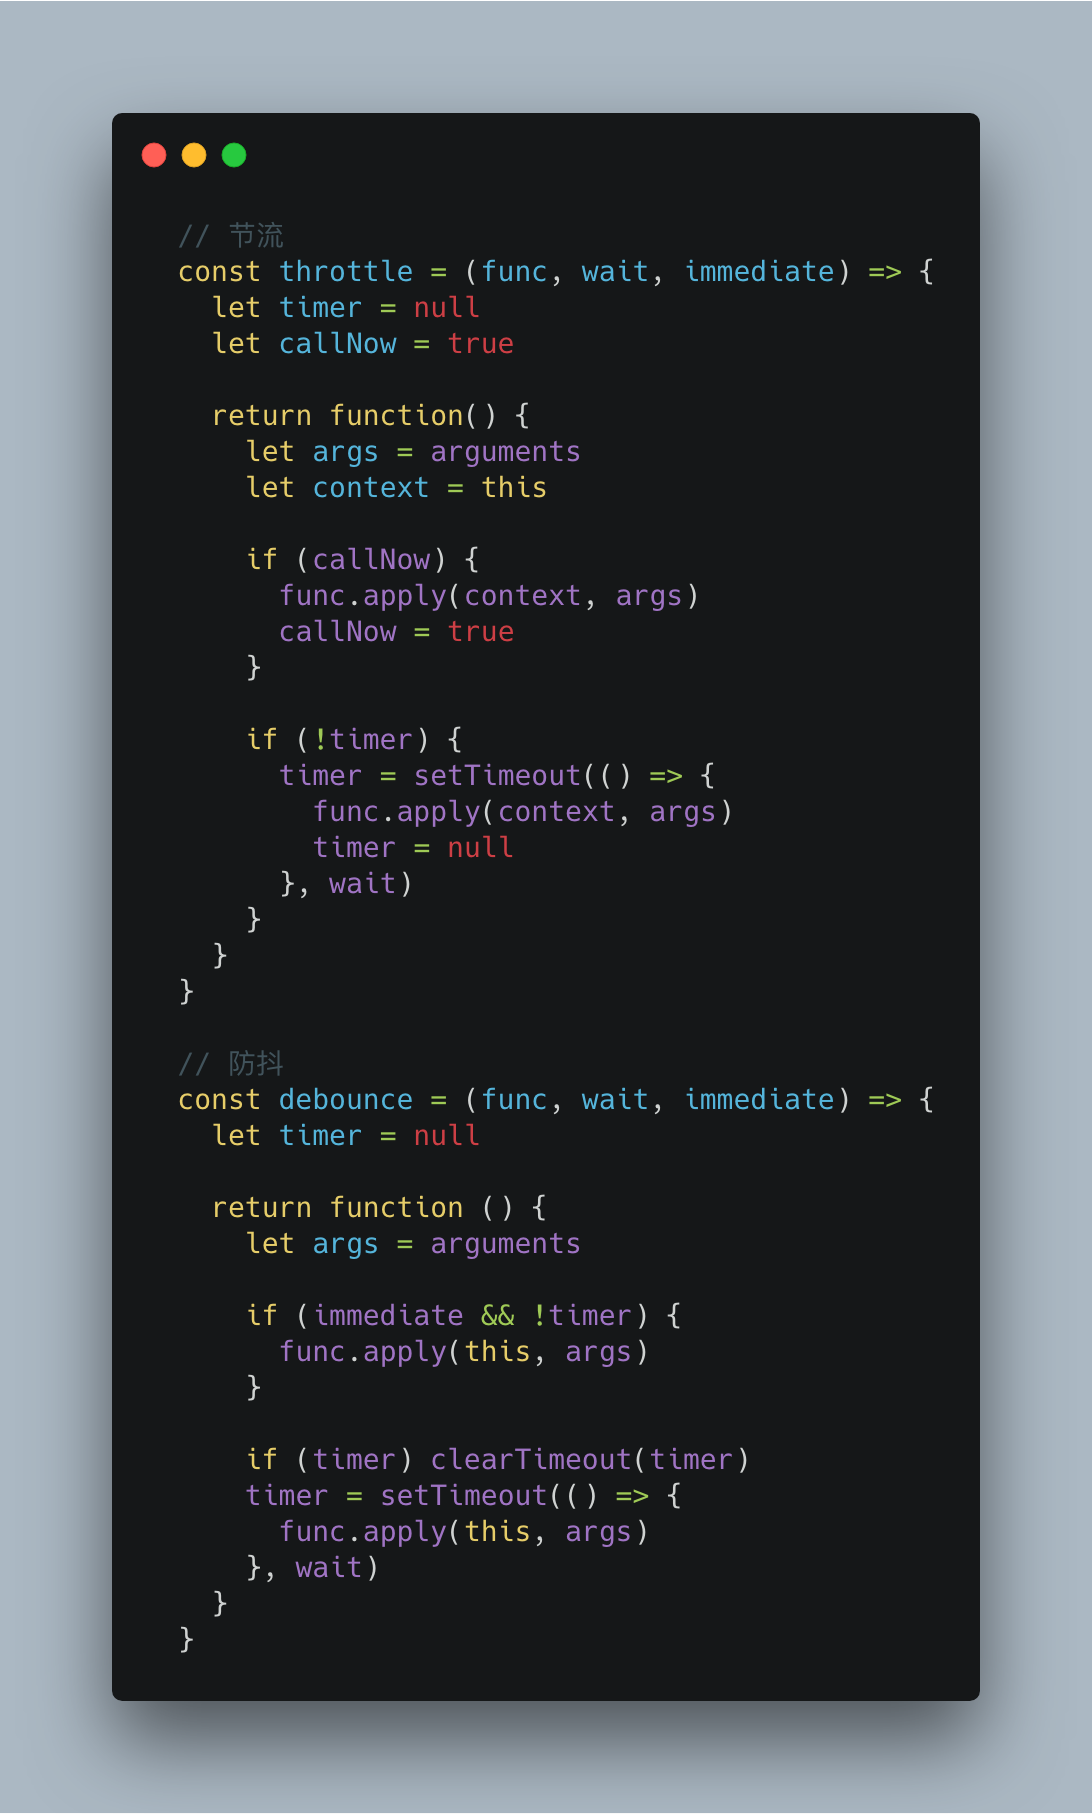 // 节流
const throttle = (func, wait, immediate) => {
  let timer = null
  let callNow = true

  return function() {
    let args = arguments
    let context = this

    if (callNow) {
      func.apply(context, args)
      callNow = true
    }

    if (!timer) {
      timer = setTimeout(() => {
        func.apply(context, args)
        timer = null
      }, wait)
    }
  }
}

// 防抖
const debounce = (func, wait, immediate) => {
  let timer = null

  return function () {
    let args = arguments

    if (immediate && !timer) {
      func.apply(this, args)
    }

    if (timer) clearTimeout(timer)
    timer = setTimeout(() => {
      func.apply(this, args)
    }, wait)
  }
}